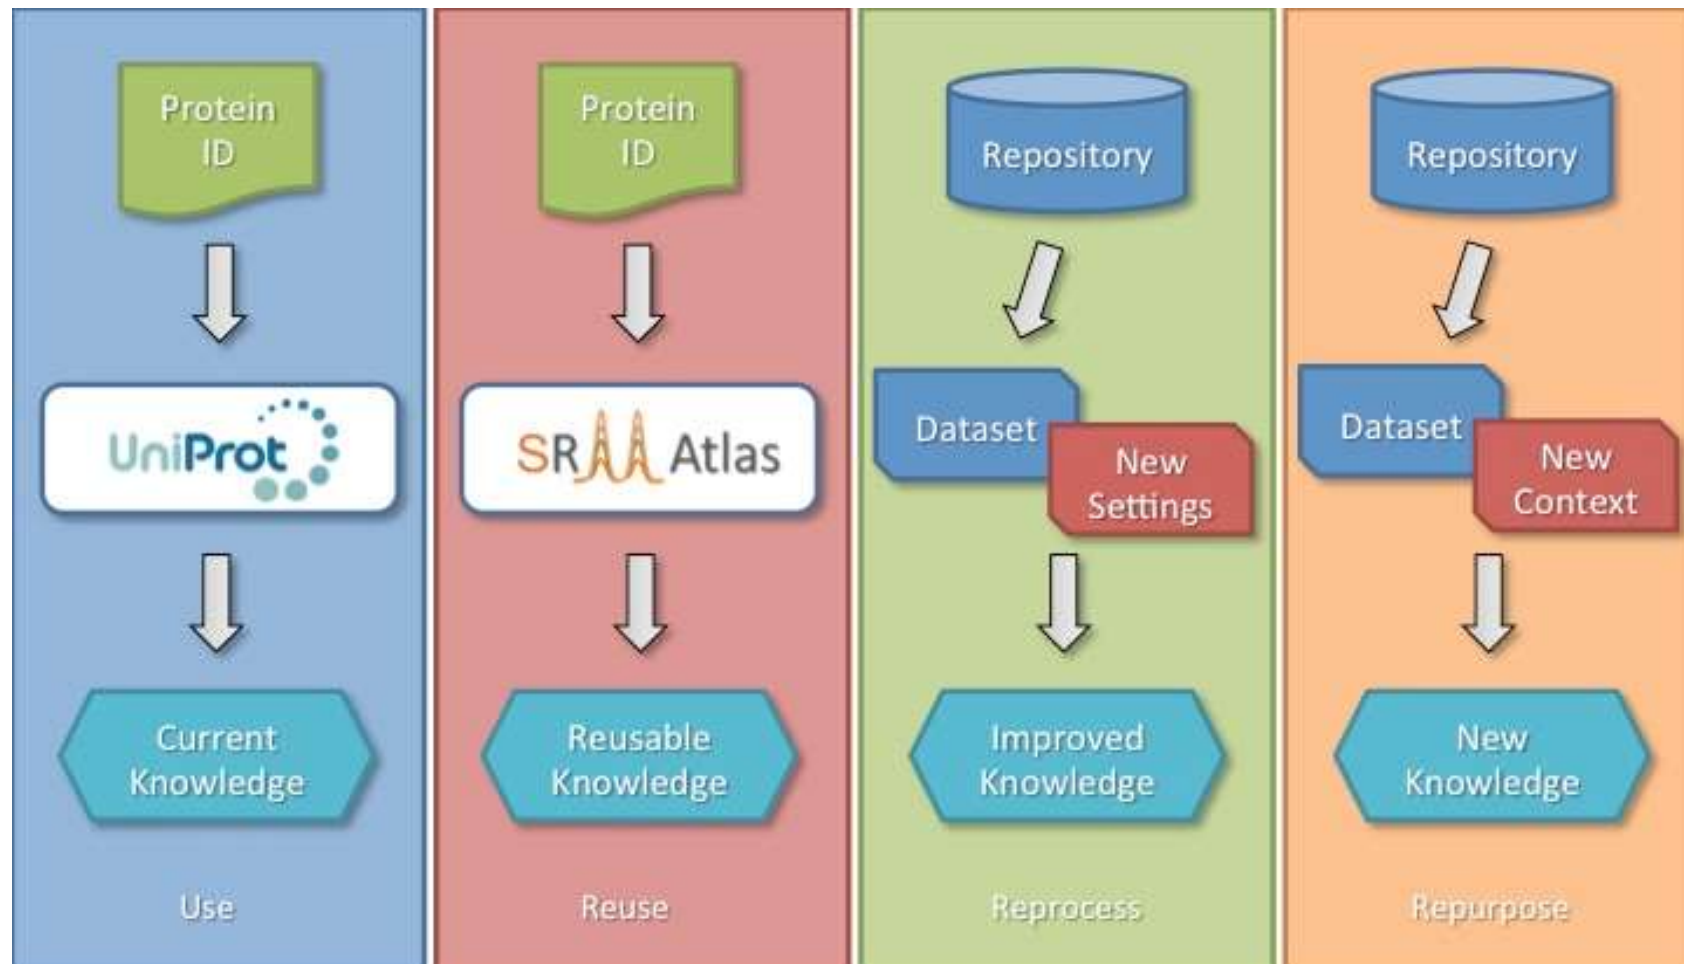 Protein
ID
UniProt
Current
Knowledge
Use
Protein
ID
SRM Atlas
Reusable
Knowledge
Reuse
Repository
Dataset
New
Settings
Improved
Knowledge
Reprocess
Repository
Dataset
New
Context
New
Knowledge
Repurpose